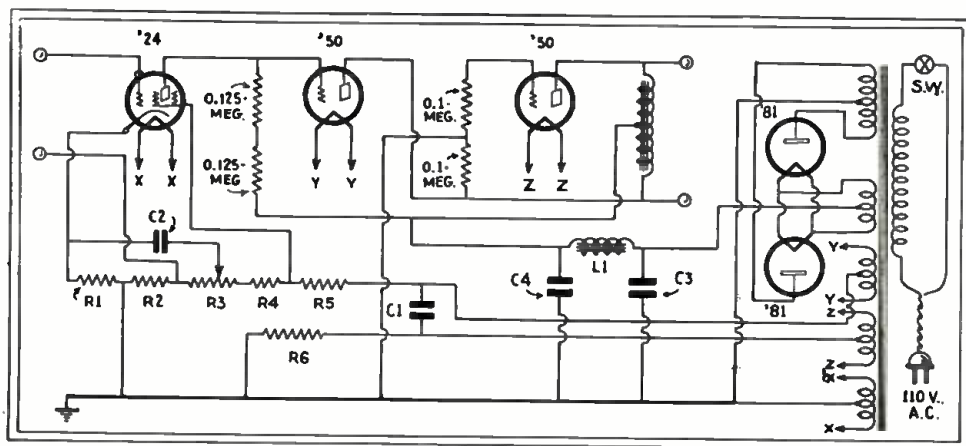 '24
'50
'50
S.W.
'81
0.125-
MEG.
0.1-
MEG.
0.125-
MEG.
0.1-
MEG.
X X
Y Y
Z Z
C2
L1
Y
C4
C3
R1
R2
R3
R4
R5
C1
Y
Z
'81
R6
Z
X
110 V.,
A.C.
X